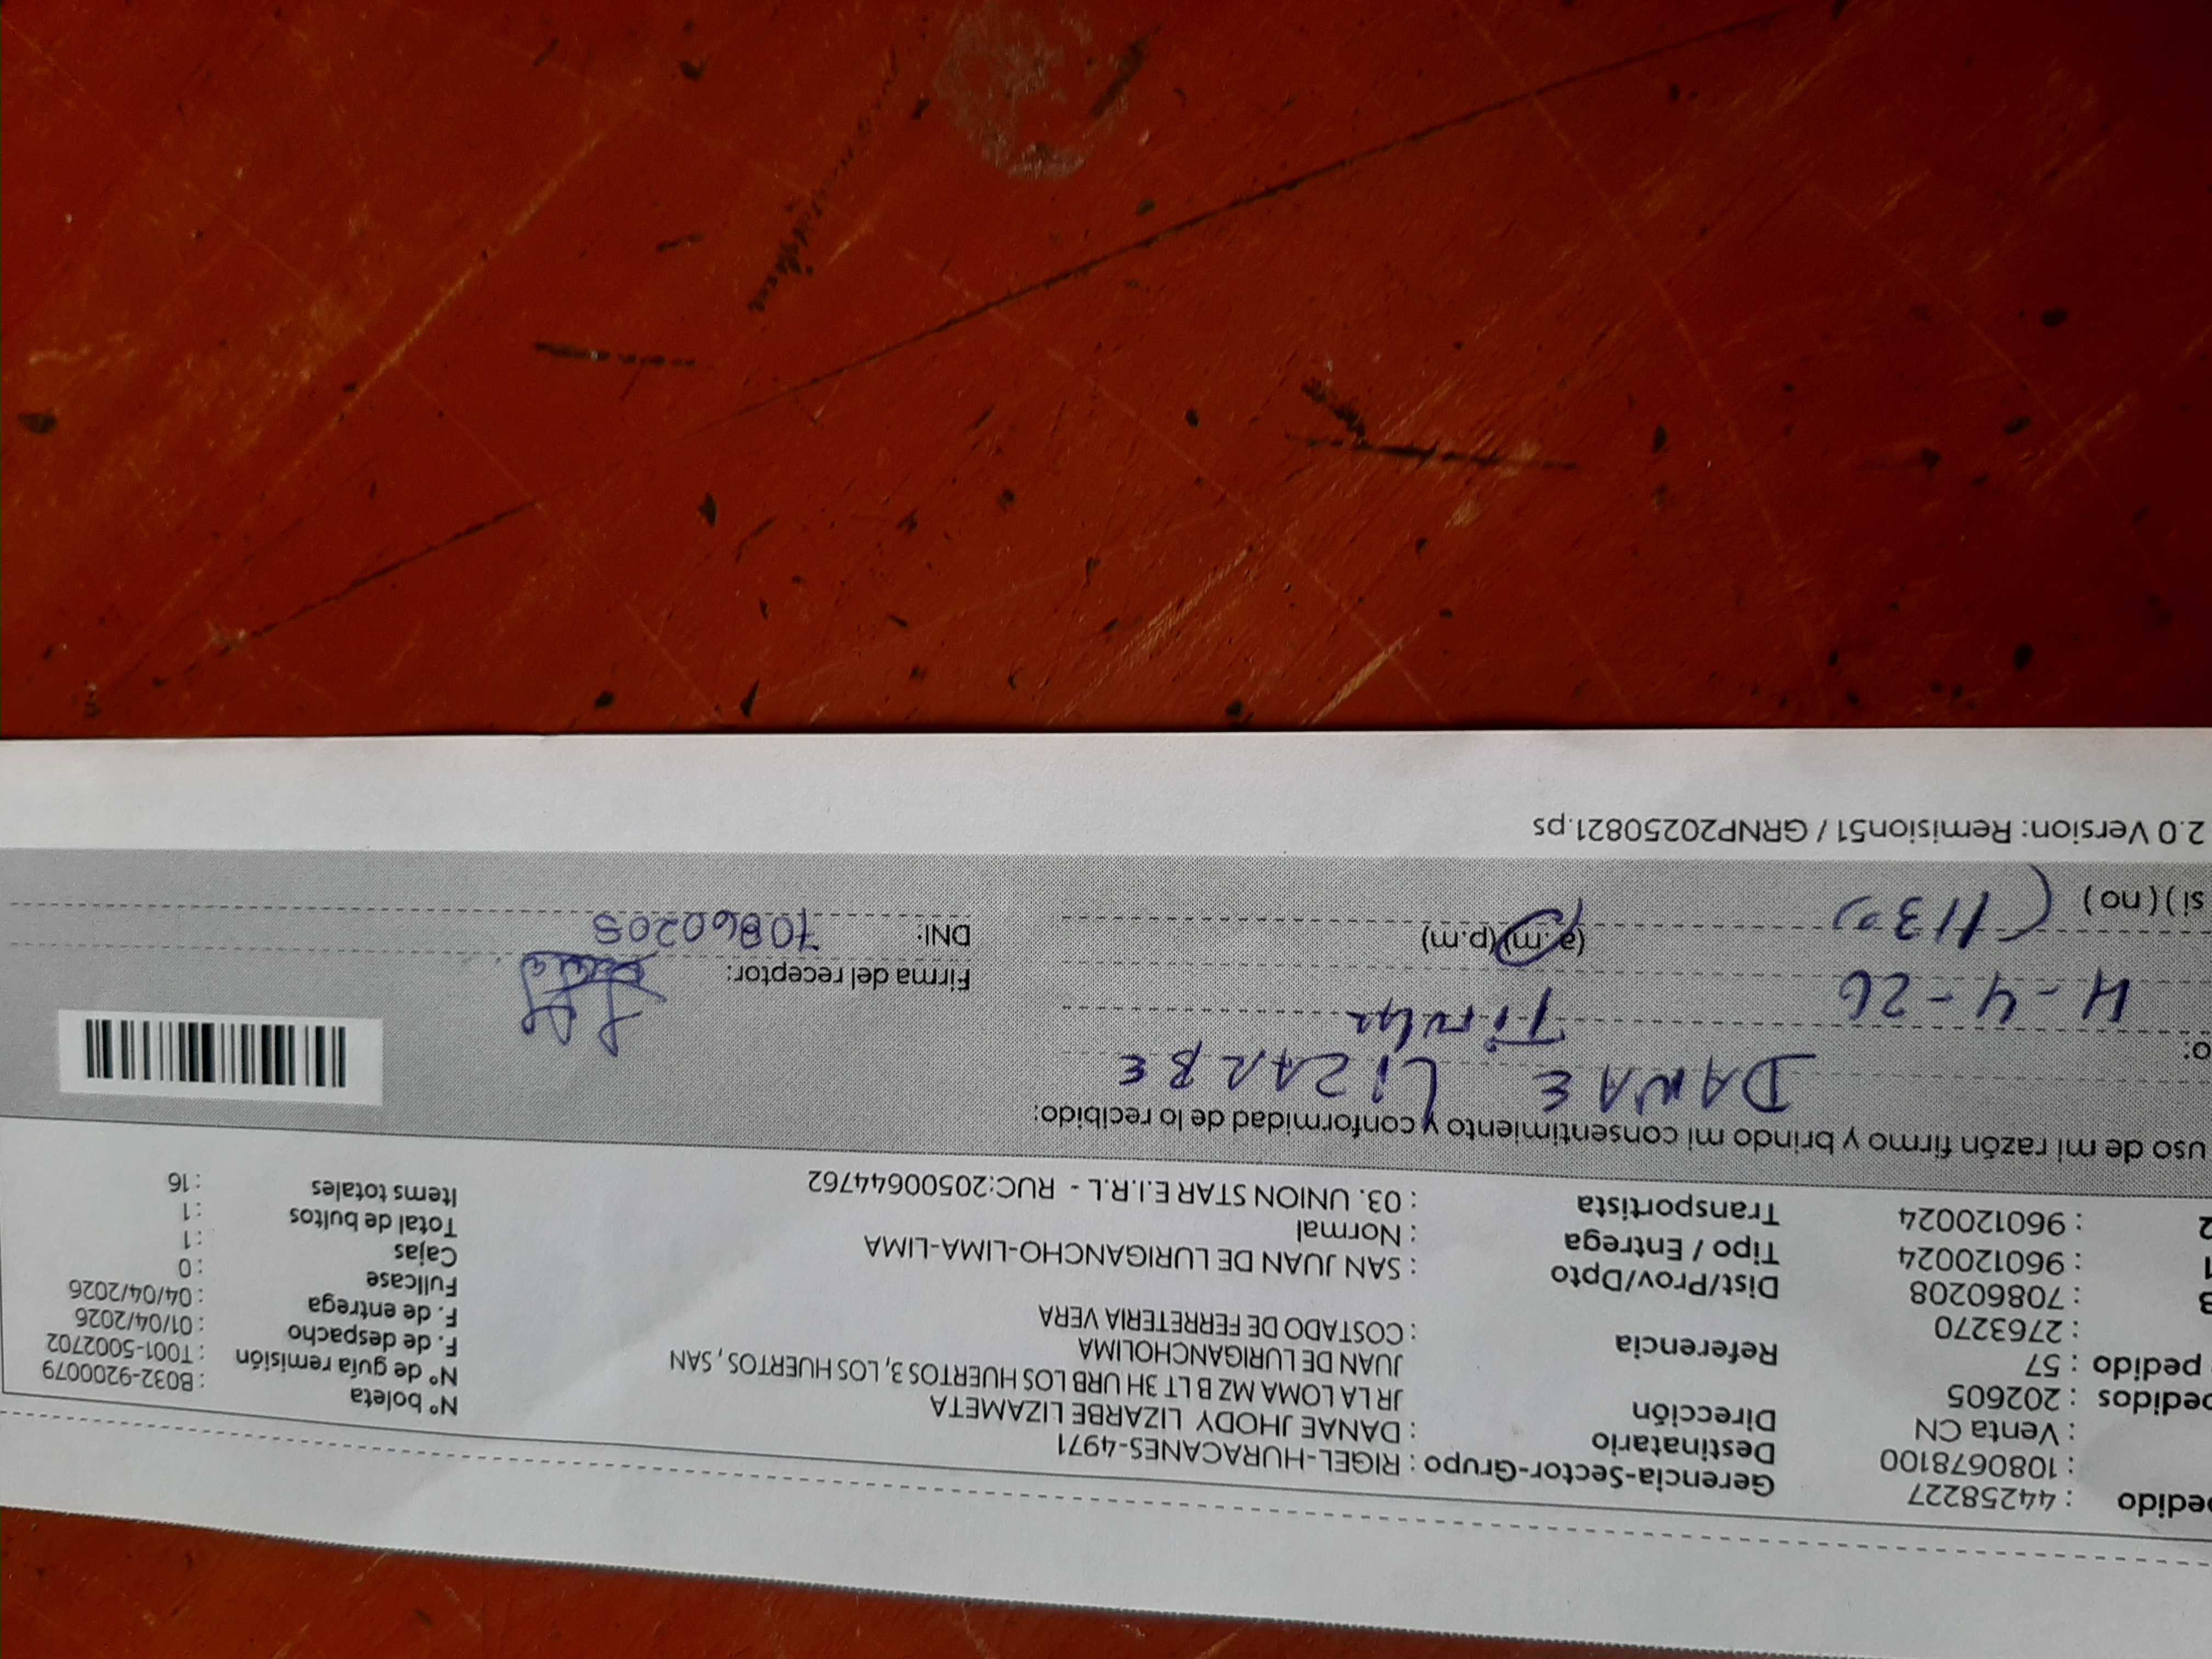 pedido : 44258227 Gerencia-Sector-Grupo : RIGEL-HURACANES-4971 N° boleta : B032-9200079
: 1080678100 Destinatario : DANAE JHODY LIZARBE LIZAMETA N° de guía remisión : T001-5002702
: Venta CN Dirección JR LA LOMA MZ B LT 3H URB LOS HUERTOS 3, LOS HUERTOS , SAN F. de despacho : 01/04/2026
pedidos : 202605 JUAN DE LURIGANCHOLIMA F. de entrega : 04/04/2026
pedido : 57 Referencia : COSTADO DE FERRETERIA VERA Fullcase : 0
: 2763270 Cajas : 1
3 : 70860208 Dist/Prov/Dpto : SAN JUAN DE LURIGANCHO-LIMA-LIMA Total de bultos : 1
1 : 960120024 Tipo / Entrega : Normal Items totales : 16
2 : 960120024 Transportista : 03. UNION STAR E.I.R.L - RUC:20500644762
uso de mi razón firmo y brindo mi consentimiento y conformidad de lo recibido:
DANAE LIZARBE
o: Titular
4-4-26 Firma del receptor:
(a.m) (p.m) DNI: 70860208
si ) ( no ) ( 1130
2.0 Version: Remision51 / GRNP20250821.ps